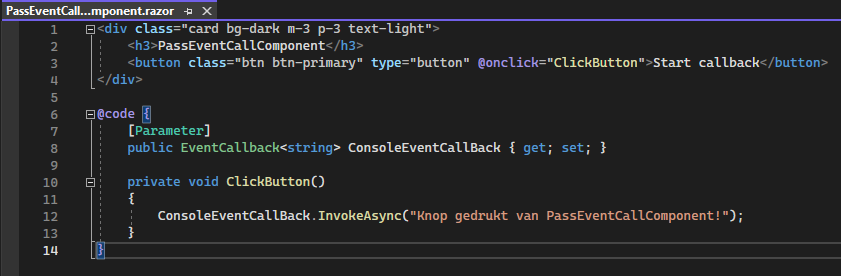 PassEventCall...mponent.razor
1 <div class="card bg-dark m-3 p-3 text-light">
2     <h3>PassEventCallComponent</h3>
3     <button class="btn btn-primary" type="button" @onclick="ClickButton">Start callback</button>
4 </div>
5
6 @code {
7     [Parameter]
8     public EventCallback<string> ConsoleEventCallBack { get; set; }
9
10     private void ClickButton()
11     {
12         ConsoleEventCallBack.InvokeAsync("Knop gedrukt van PassEventCallComponent!");
13     }
14 }